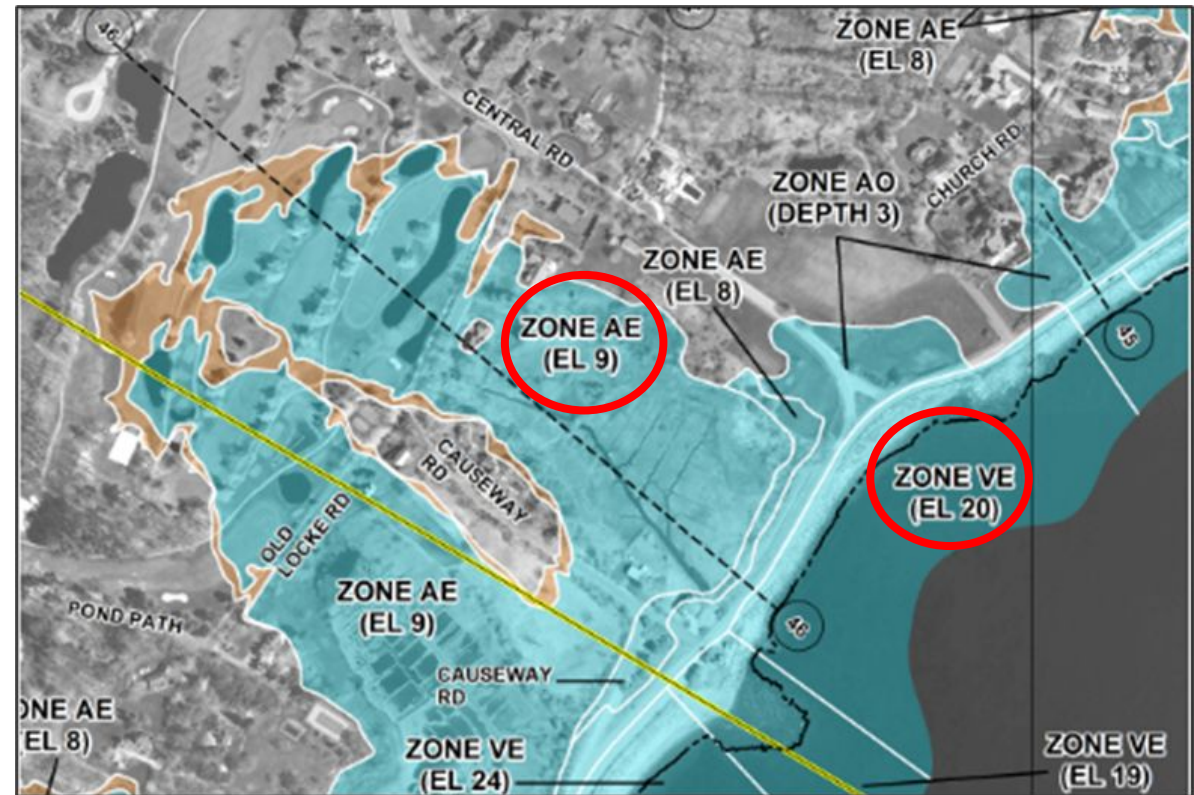 46
ZONE AE
(EL 8)
CENTRAL RD
ZONE AO
(DEPTH 3)
CHURCH RD
ZONE AE
(EL 8)
ZONE AE
(EL 9)
45
CAUSEWAY
RD
ZONE VE
(EL 20)
OLD
LOCKE RD
ZONE AE
(EL 9)
POND PATH
46
CAUSEWAY
RD
ONE AE
EL 8)
ZONE VE
(EL 24)
ZONE VE
(EL 19)